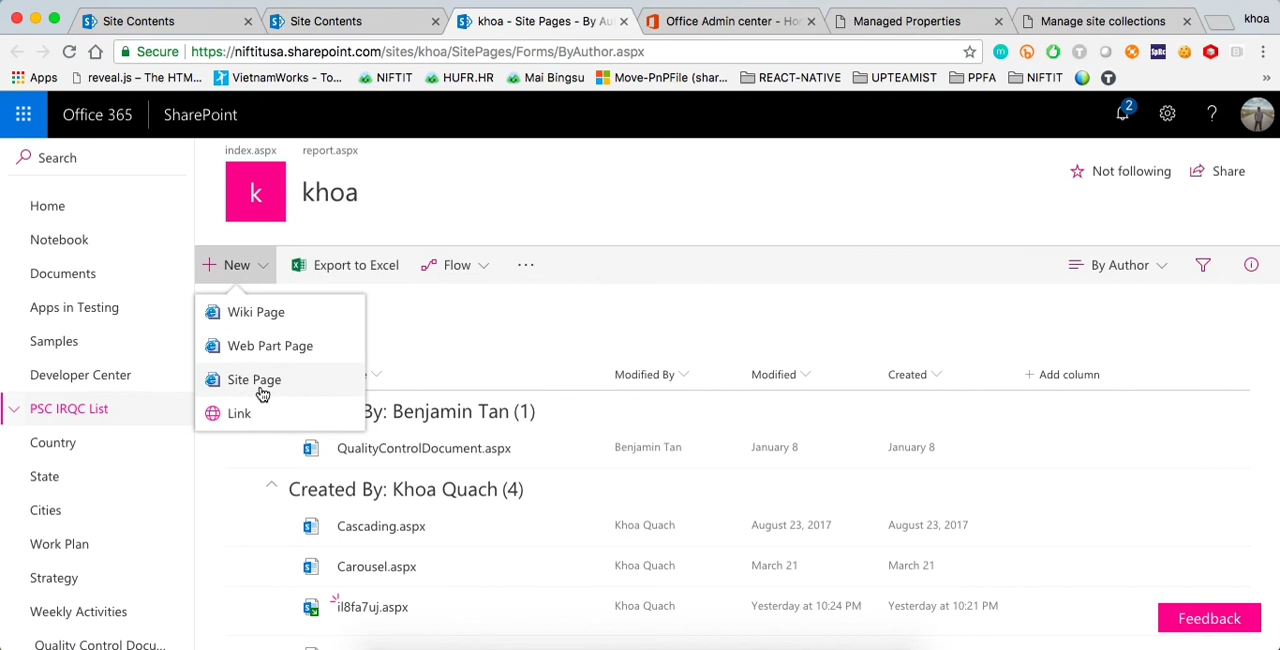 Site Contents
Site Contents
khoa - Site Pages - By Au
Office Admin center - Ho
Managed Properties
Manage site collections
khoa
Secure
https://niftitusa.sharepoint.com/sites/khoa/SitePages/Forms/ByAuthor.aspx
Apps
reveal.js – The HTM...
VietnamWorks - To...
NIFTIT
HUFR.HR
Mai Bingsu
Move-PnPFile (shar...
REACT-NATIVE
UPTEAMIST
PPFA
NIFTIT
»
Office 365
SharePoint
2
?
Search
index.aspx
report.aspx
k
khoa
Not following
Share
Home
Notebook
Documents
Apps in Testing
Samples
Developer Center
PSC IRQC List
Country
State
Cities
Work Plan
Strategy
Weekly Activities
Quality Control Docu...
+ New
Export to Excel
Flow
...
By Author
Wiki Page
Web Part Page
Site Page
Link
Modified By
Modified
Created
+ Add column
By: Benjamin Tan (1)
QualityControlDocument.aspx
Benjamin Tan
January 8
January 8
Created By: Khoa Quach (4)
Cascading.aspx
Khoa Quach
August 23, 2017
August 23, 2017
Carousel.aspx
Khoa Quach
March 21
March 21
il8fa7uj.aspx
Khoa Quach
Yesterday at 10:24 PM
Yesterday at 10:21 PM
Feedback